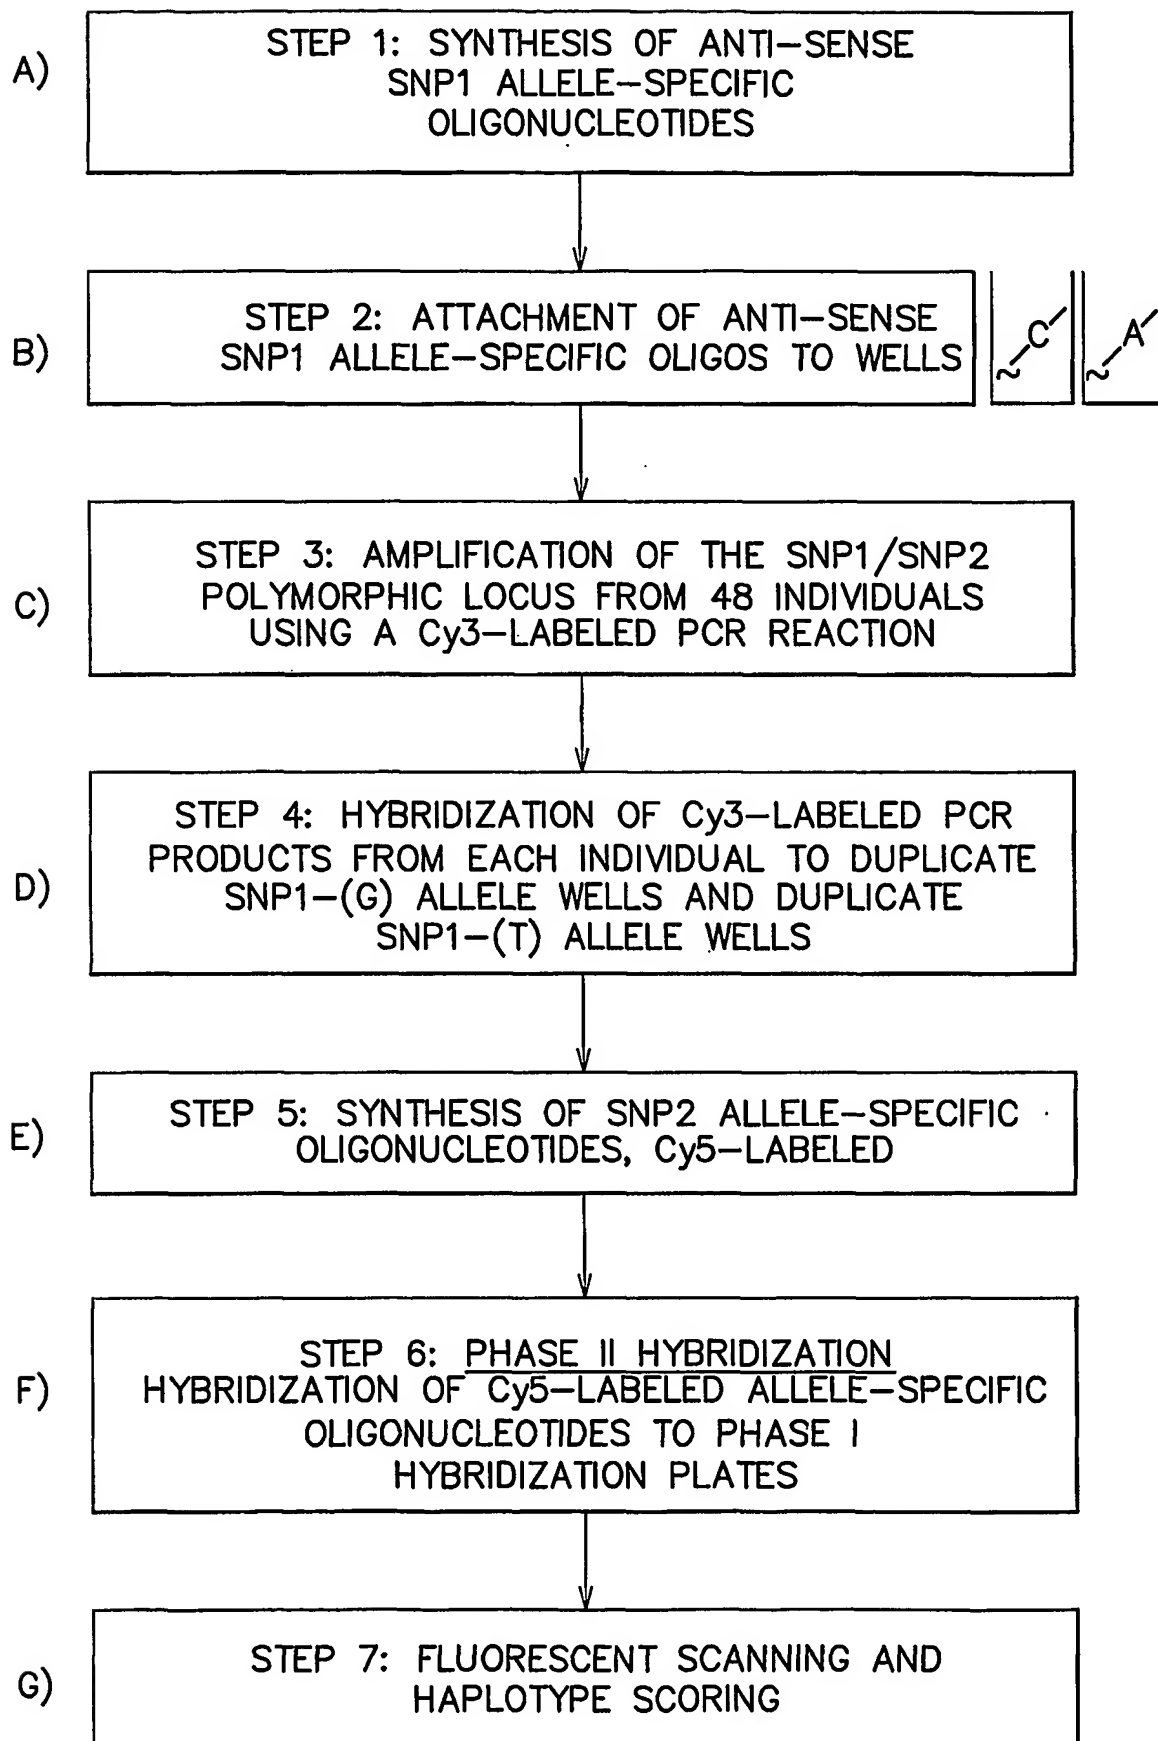 A)
STEP 1: SYNTHESIS OF ANTI-SENSE
SNP1 ALLELE-SPECIFIC
OLIGONUCLEOTIDES
B)
STEP 2: ATTACHMENT OF ANTI-SENSE
SNP1 ALLELE-SPECIFIC OLIGOS TO WELLS
~ C
~ A
C)
STEP 3: AMPLIFICATION OF THE SNP1/SNP2
POLYMORPHIC LOCUS FROM 48 INDIVIDUALS
USING A Cy3-LABELED PCR REACTION
D)
STEP 4: HYBRIDIZATION OF Cy3-LABELED PCR
PRODUCTS FROM EACH INDIVIDUAL TO DUPLICATE
SNP1-(G) ALLELE WELLS AND DUPLICATE
SNP1-(T) ALLELE WELLS
E)
STEP 5: SYNTHESIS OF SNP2 ALLELE-SPECIFIC
OLIGONUCLEOTIDES, Cy5-LABELED
F)
STEP 6: PHASE II HYBRIDIZATION
HYBRIDIZATION OF Cy5-LABELED ALLELE-SPECIFIC
OLIGONUCLEOTIDES TO PHASE I
HYBRIDIZATION PLATES
G)
STEP 7: FLUORESCENT SCANNING AND
HAPLOTYPE SCORING